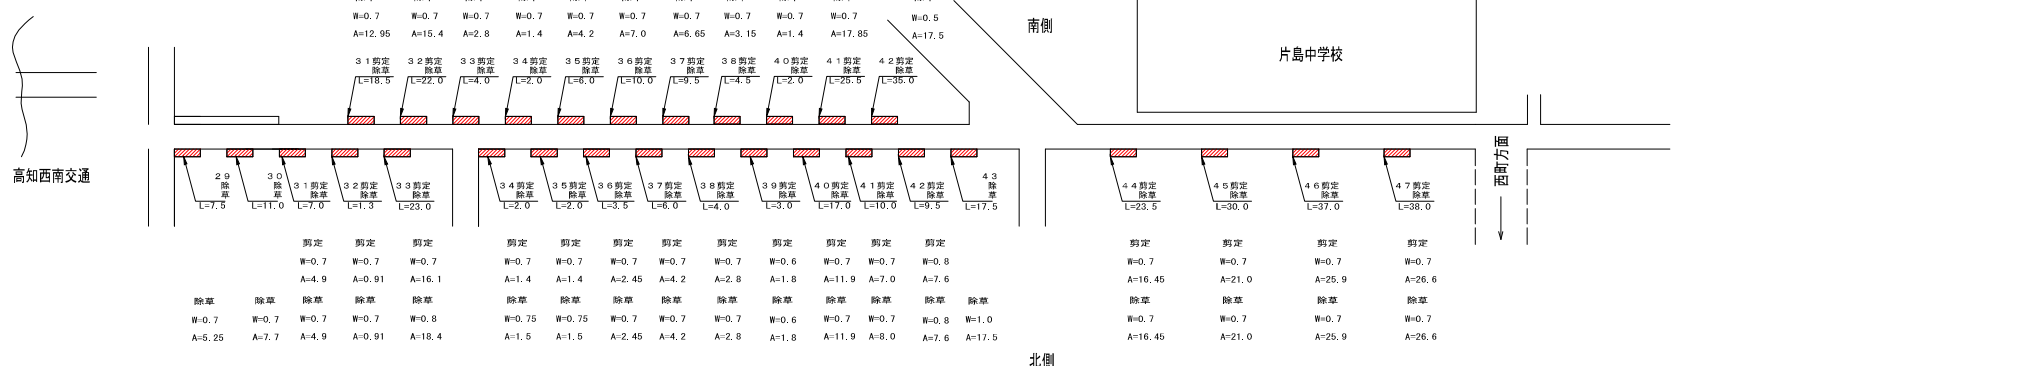 W=0.7 W=0.7 W=0.7 W=0.7 W=0.7 W=0.7 W=0.7 W=0.7 W=0.7 W=0.7 W=0.5
A=12.95 A=15.4 A=2.8 A=1.4 A=4.2 A=7.0 A=6.65 A=3.15 A=1.4 A=17.85 A=17.5
南側
片島中学校
31剪定 32剪定 33剪定 34剪定 35剪定 36剪定 37剪定 38剪定 40剪定 41剪定 42剪定
除草 除草 除草 除草 除草 除草 除草 除草 除草 除草 除草
L=18.5 L=22.0 L=4.0 L=2.0 L=6.0 L=10.0 L=9.5 L=4.5 L=2.0 L=25.5 L=35.0
高知西南交通
西町方面
29 30 31剪定 32剪定 33剪定 34剪定 35剪定 36剪定 37剪定 38剪定 39剪定 40剪定 41剪定 42剪定 43 44剪定 45剪定 46剪定 47剪定
除草 除草 除草 除草 除草 除草 除草 除草 除草 除草 除草 除草 除草 除草 除草 除草 除草 除草 除草
L=7.5 L=11.0 L=7.0 L=1.3 L=23.0 L=2.0 L=2.0 L=3.5 L=6.0 L=4.0 L=3.0 L=17.0 L=10.0 L=9.5 L=17.5 L=23.5 L=30.0 L=37.0 L=38.0
剪定 剪定 剪定 剪定 剪定 剪定 剪定 剪定 剪定 剪定 剪定 剪定 剪定 剪定 剪定 剪定
W=0.7 W=0.7 W=0.7 W=0.7 W=0.7 W=0.7 W=0.7 W=0.7 W=0.6 W=0.7 W=0.7 W=0.8 W=0.7 W=0.7 W=0.7 W=0.7
A=4.9 A=0.91 A=16.1 A=1.4 A=1.4 A=2.45 A=4.2 A=2.8 A=1.8 A=11.9 A=7.0 A=7.6 A=16.45 A=21.0 A=25.9 A=26.6
除草 除草 除草 除草 除草 除草 除草 除草 除草 除草 除草 除草 除草 除草 除草 除草 除草 除草 除草
W=0.7 W=0.7 W=0.7 W=0.7 W=0.8 W=0.75 W=0.75 W=0.7 W=0.7 W=0.7 W=0.6 W=0.7 W=0.7 W=0.8 W=1.0 W=0.7 W=0.7 W=0.7 W=0.7
A=5.25 A=7.7 A=4.9 A=0.91 A=18.4 A=1.5 A=1.5 A=2.45 A=4.2 A=2.8 A=1.8 A=11.9 A=8.0 A=7.6 A=17.5 A=16.45 A=21.0 A=25.9 A=26.6
北側